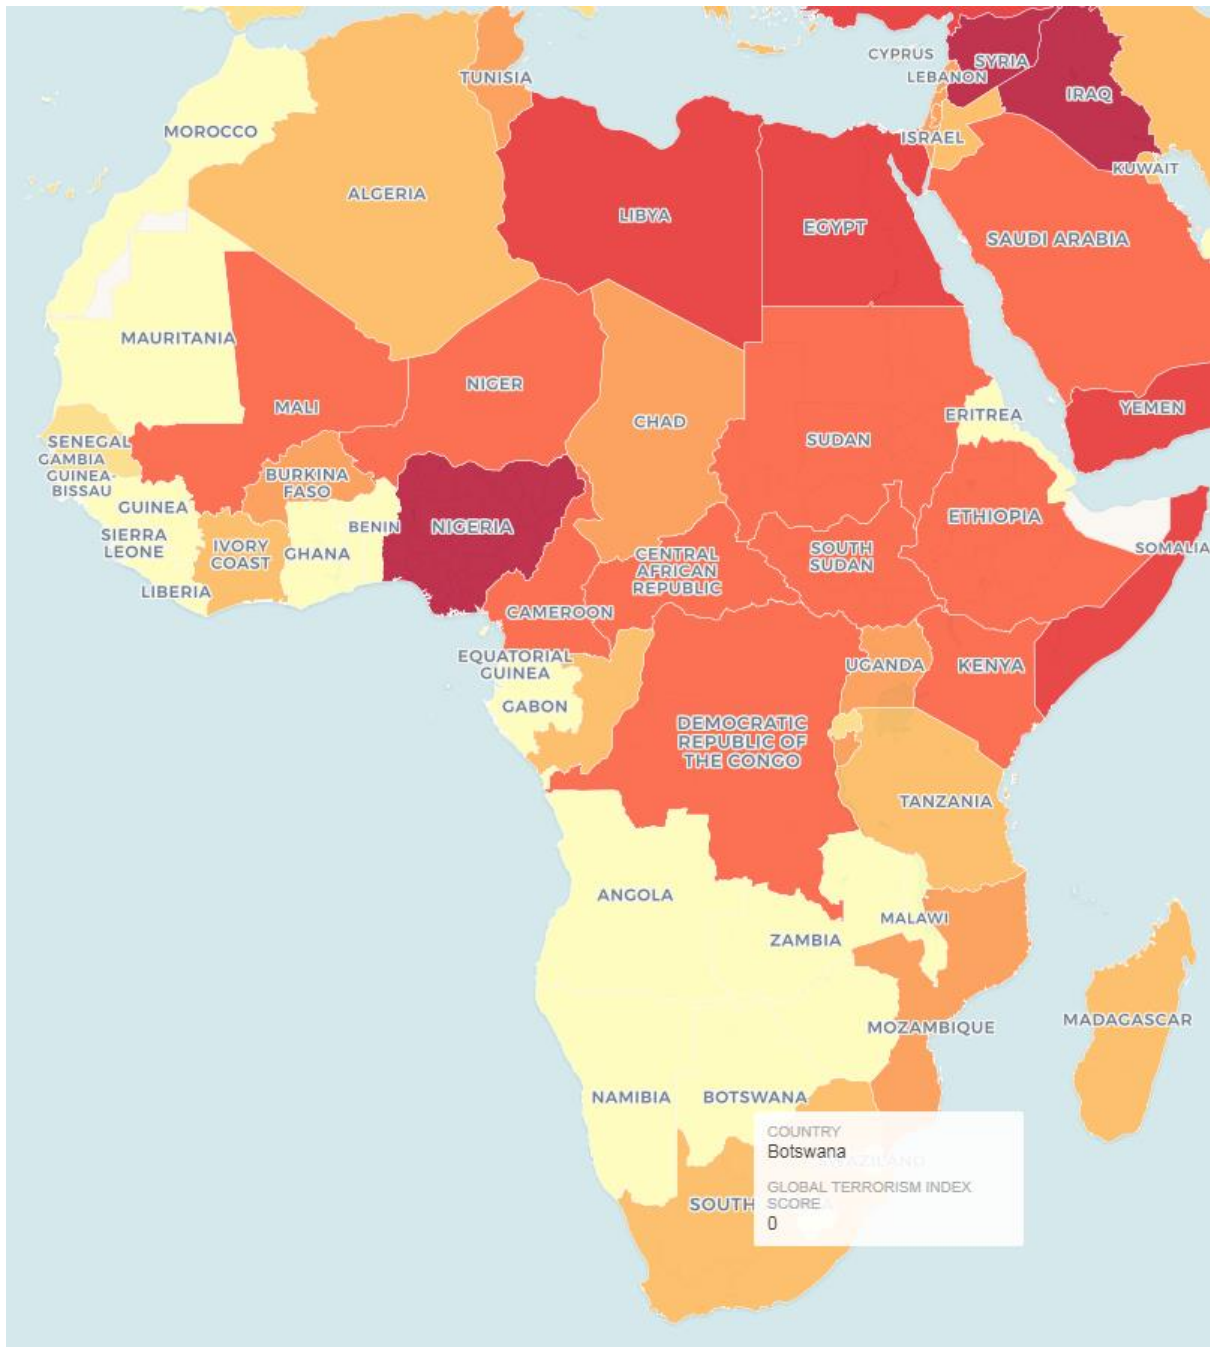 CYPRUS
SYRIA
LEBANON
TUNISIA
IRAQ
MOROCCO
ISRAEL
KUWAIT
ALGERIA
LIBYA
EGYPT
SAUDI ARABIA
MAURITANIA
NIGER
MALI
YEMEN
ERITREA
CHAD
SENEGAL
SUDAN
GAMBIA
GUINEA-
BISSAU
BURKINA
FASO
GUINEA
ETHIOPIA
BENIN
NIGERIA
SIERRA
LEONE
IVORY
COAST
GHANA
SOUTH
SUDAN
SOMALIA
CENTRAL
AFRICAN
REPUBLIC
LIBERIA
CAMEROON
EQUATORIAL
GUINEA
UGANDA
KENYA
GABON
DEMOCRATIC
REPUBLIC OF
THE CONGO
TANZANIA
ANGOLA
MALAWI
ZAMBIA
MADAGASCAR
MOZAMBIQUE
NAMIBIA
BOTSWANA
COUNTRY
Botswana
SWAZILAND
GLOBAL TERRORISM INDEX
SCORE
0
SOUTH